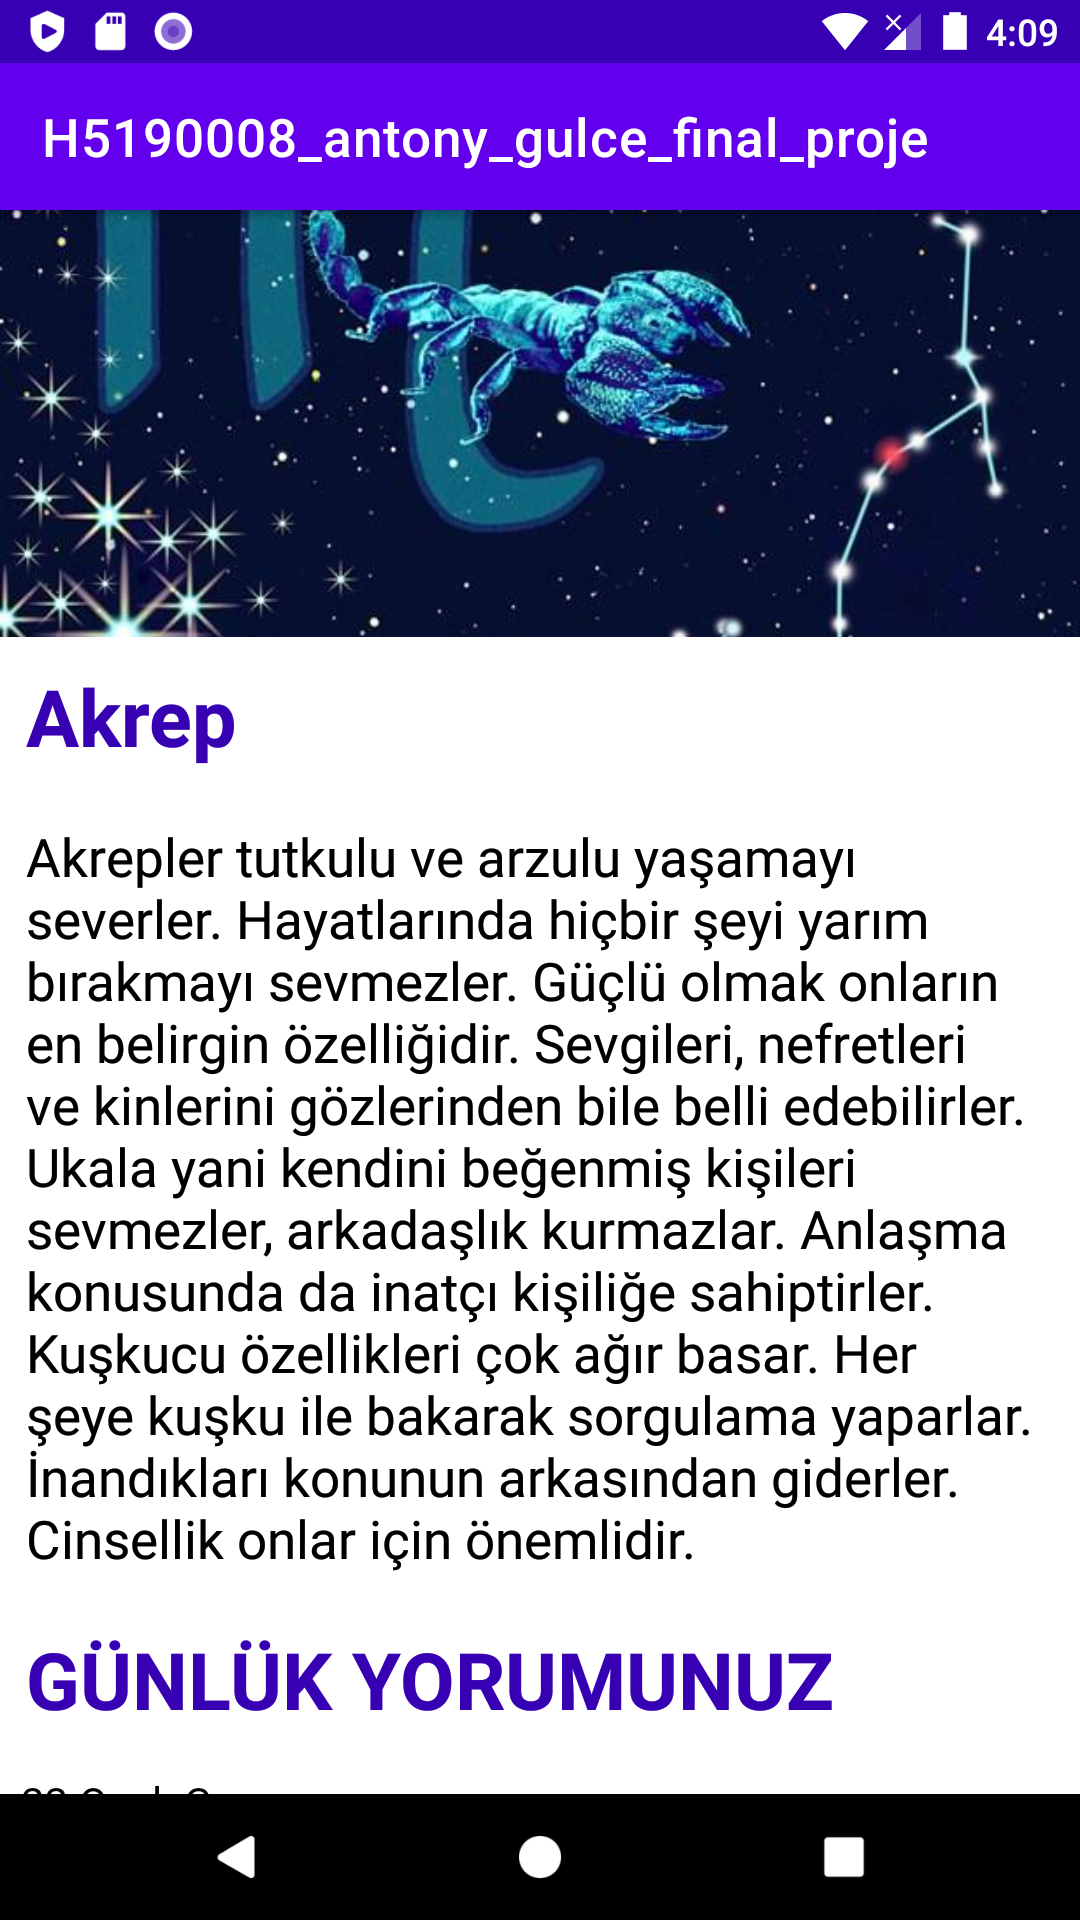 4:09
H5190008_antony_gulce_final_proje
Akrep
Akrepler tutkulu ve arzulu yaşamayı
severler. Hayatlarında hiçbir şeyi yarım
bırakmayı sevmezler. Güçlü olmak onların
en belirgin özelliğidir. Sevgileri, nefretleri
ve kinlerini gözlerinden bile belli edebilirler.
Ukala yani kendini beğenmiş kişileri
sevmezler, arkadaşlık kurmazlar. Anlaşma
konusunda da inatçı kişiliğe sahiptirler.
Kuşkucu özellikleri çok ağır basar. Her
şeye kuşku ile bakarak sorgulama yaparlar.
İnandıkları konunun arkasından giderler.
Cinsellik onlar için önemlidir.
GÜNLÜK YORUMUNUZ